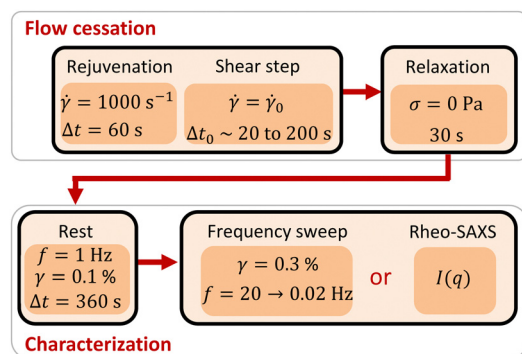 Flow cessation
Rejuvenation
γ̇ = 1000 s⁻¹
Δt = 60 s
Shear step
γ̇ = γ̇₀
Δt₀ ~ 20 to 200 s
Relaxation
σ = 0 Pa
30 s
Rest
f = 1 Hz
γ = 0.1 %
Δt = 360 s
Frequency sweep
γ = 0.3 %
f = 20 → 0.02 Hz
or
Rheo-SAXS
I(q)
Characterization